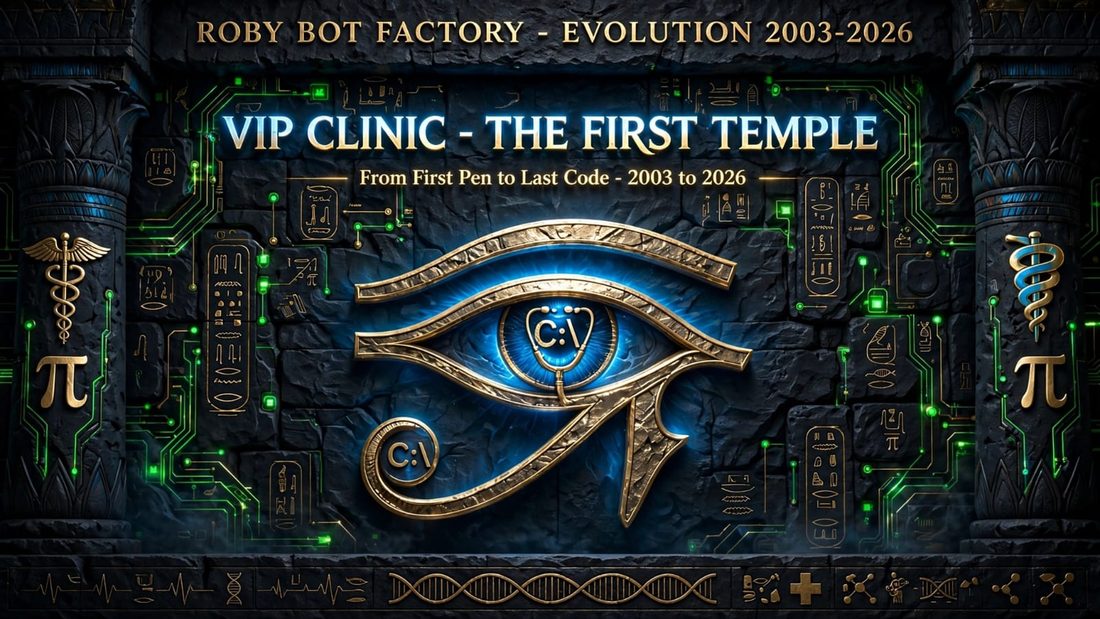 ROBY BOT FACTORY - EVOLUTION 2003-2026
VIP CLINIC - THE FIRST TEMPLE
From First Pen to Last Code - 2003 to 2026
C:\
C:\
π
π
π
π